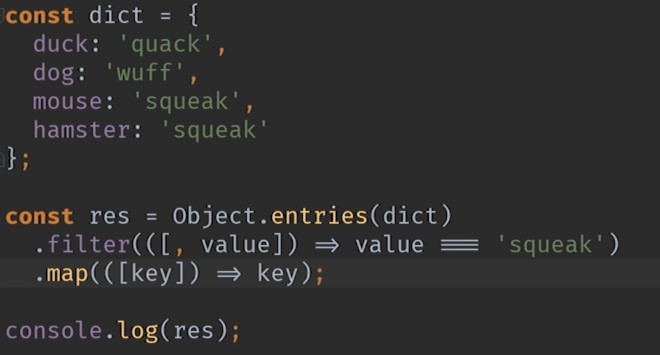 const dict = {
  duck: 'quack',
  dog: 'wuff',
  mouse: 'squeak',
  hamster: 'squeak'
};

const res = Object.entries(dict)
  .filter(([, value]) => value === 'squeak')
  .map(([key]) => key);

console.log(res);